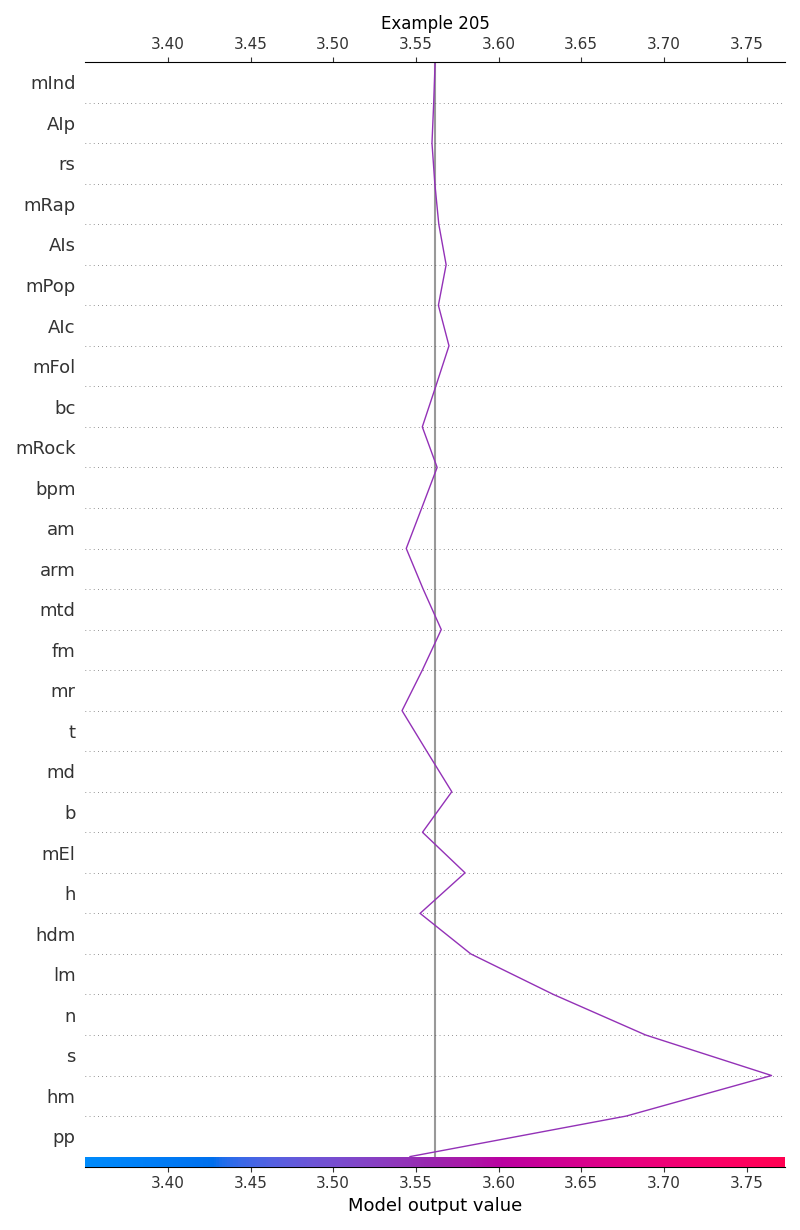 Example 205
3.40 3.45 3.50 3.55 3.60 3.65 3.70 3.75
mInd
AIp
rs
mRap
AIs
mPop
AIc
mFol
bc
mRock
bpm
am
arm
mtd
fm
mr
t
md
b
mEl
h
hdm
lm
n
s
hm
pp
3.40 3.45 3.50 3.55 3.60 3.65 3.70 3.75
Model output value